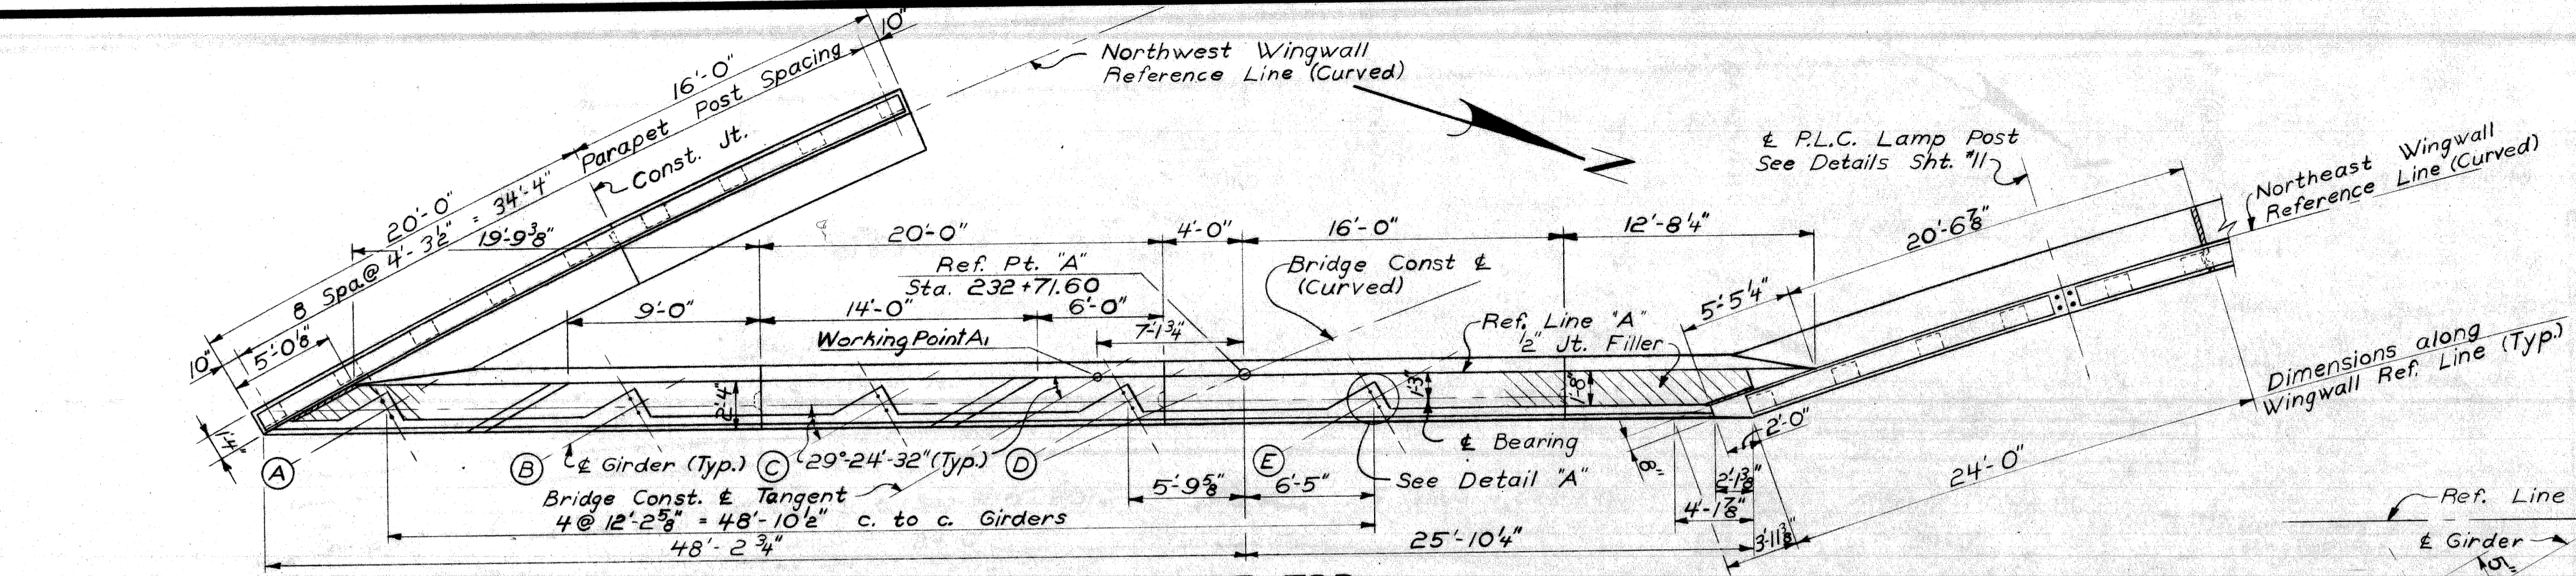 10"
16'-0"
Parapet Post Spacing
20'-0"
8 Spa.@ 4'-3½" = 34'-4"
Const. Jt.
19'-9⅜"
5'-0⅛"
10"
1'-4"
Northwest Wingwall
Reference Line (Curved)
℄ P.L.C. Lamp Post
See Details Sht. #11
Northeast Wingwall
Reference Line (Curved)
20'-0"
4'-0"
16'-0"
12'-8¼"
20'-6⅞"
Ref. Pt. "A"
Sta. 232+71.60
Bridge Const ℄
(Curved)
9'-0"
14'-0"
6'-0"
7'-1¾"
5'-5¼"
Working Point A₁
Ref. Line "A"
½" Jt. Filler
2'-4"
1'-3"
1'-8"
Dimensions along
Wingwall Ref. Line (Typ.)
A
B
℄ Girder (Typ.)
C
29°-24'-32" (Typ.)
D
E
℄ Bearing
See Detail "A"
8"
2'-0"
2'-1⅜"
4'-1⅞"
3'-11⅜"
24'-0"
Bridge Const. ℄ Tangent
5'-9⅝"
6'-5"
4 @ 12'-2⅝" = 48'-10½" c. to c. Girders
48'-2¾"
25'-10¼"
Ref. Line
℄ Girder